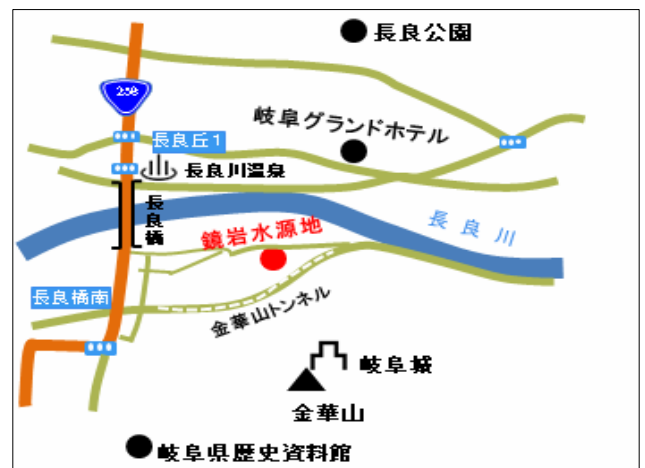 長良公園
258
岐阜グランドホテル
長良丘1
長良川温泉
長良橋
長良川
鏡岩水源地
長良橋南
金華山トンネル
岐阜城
金華山
岐阜県歴史資料館